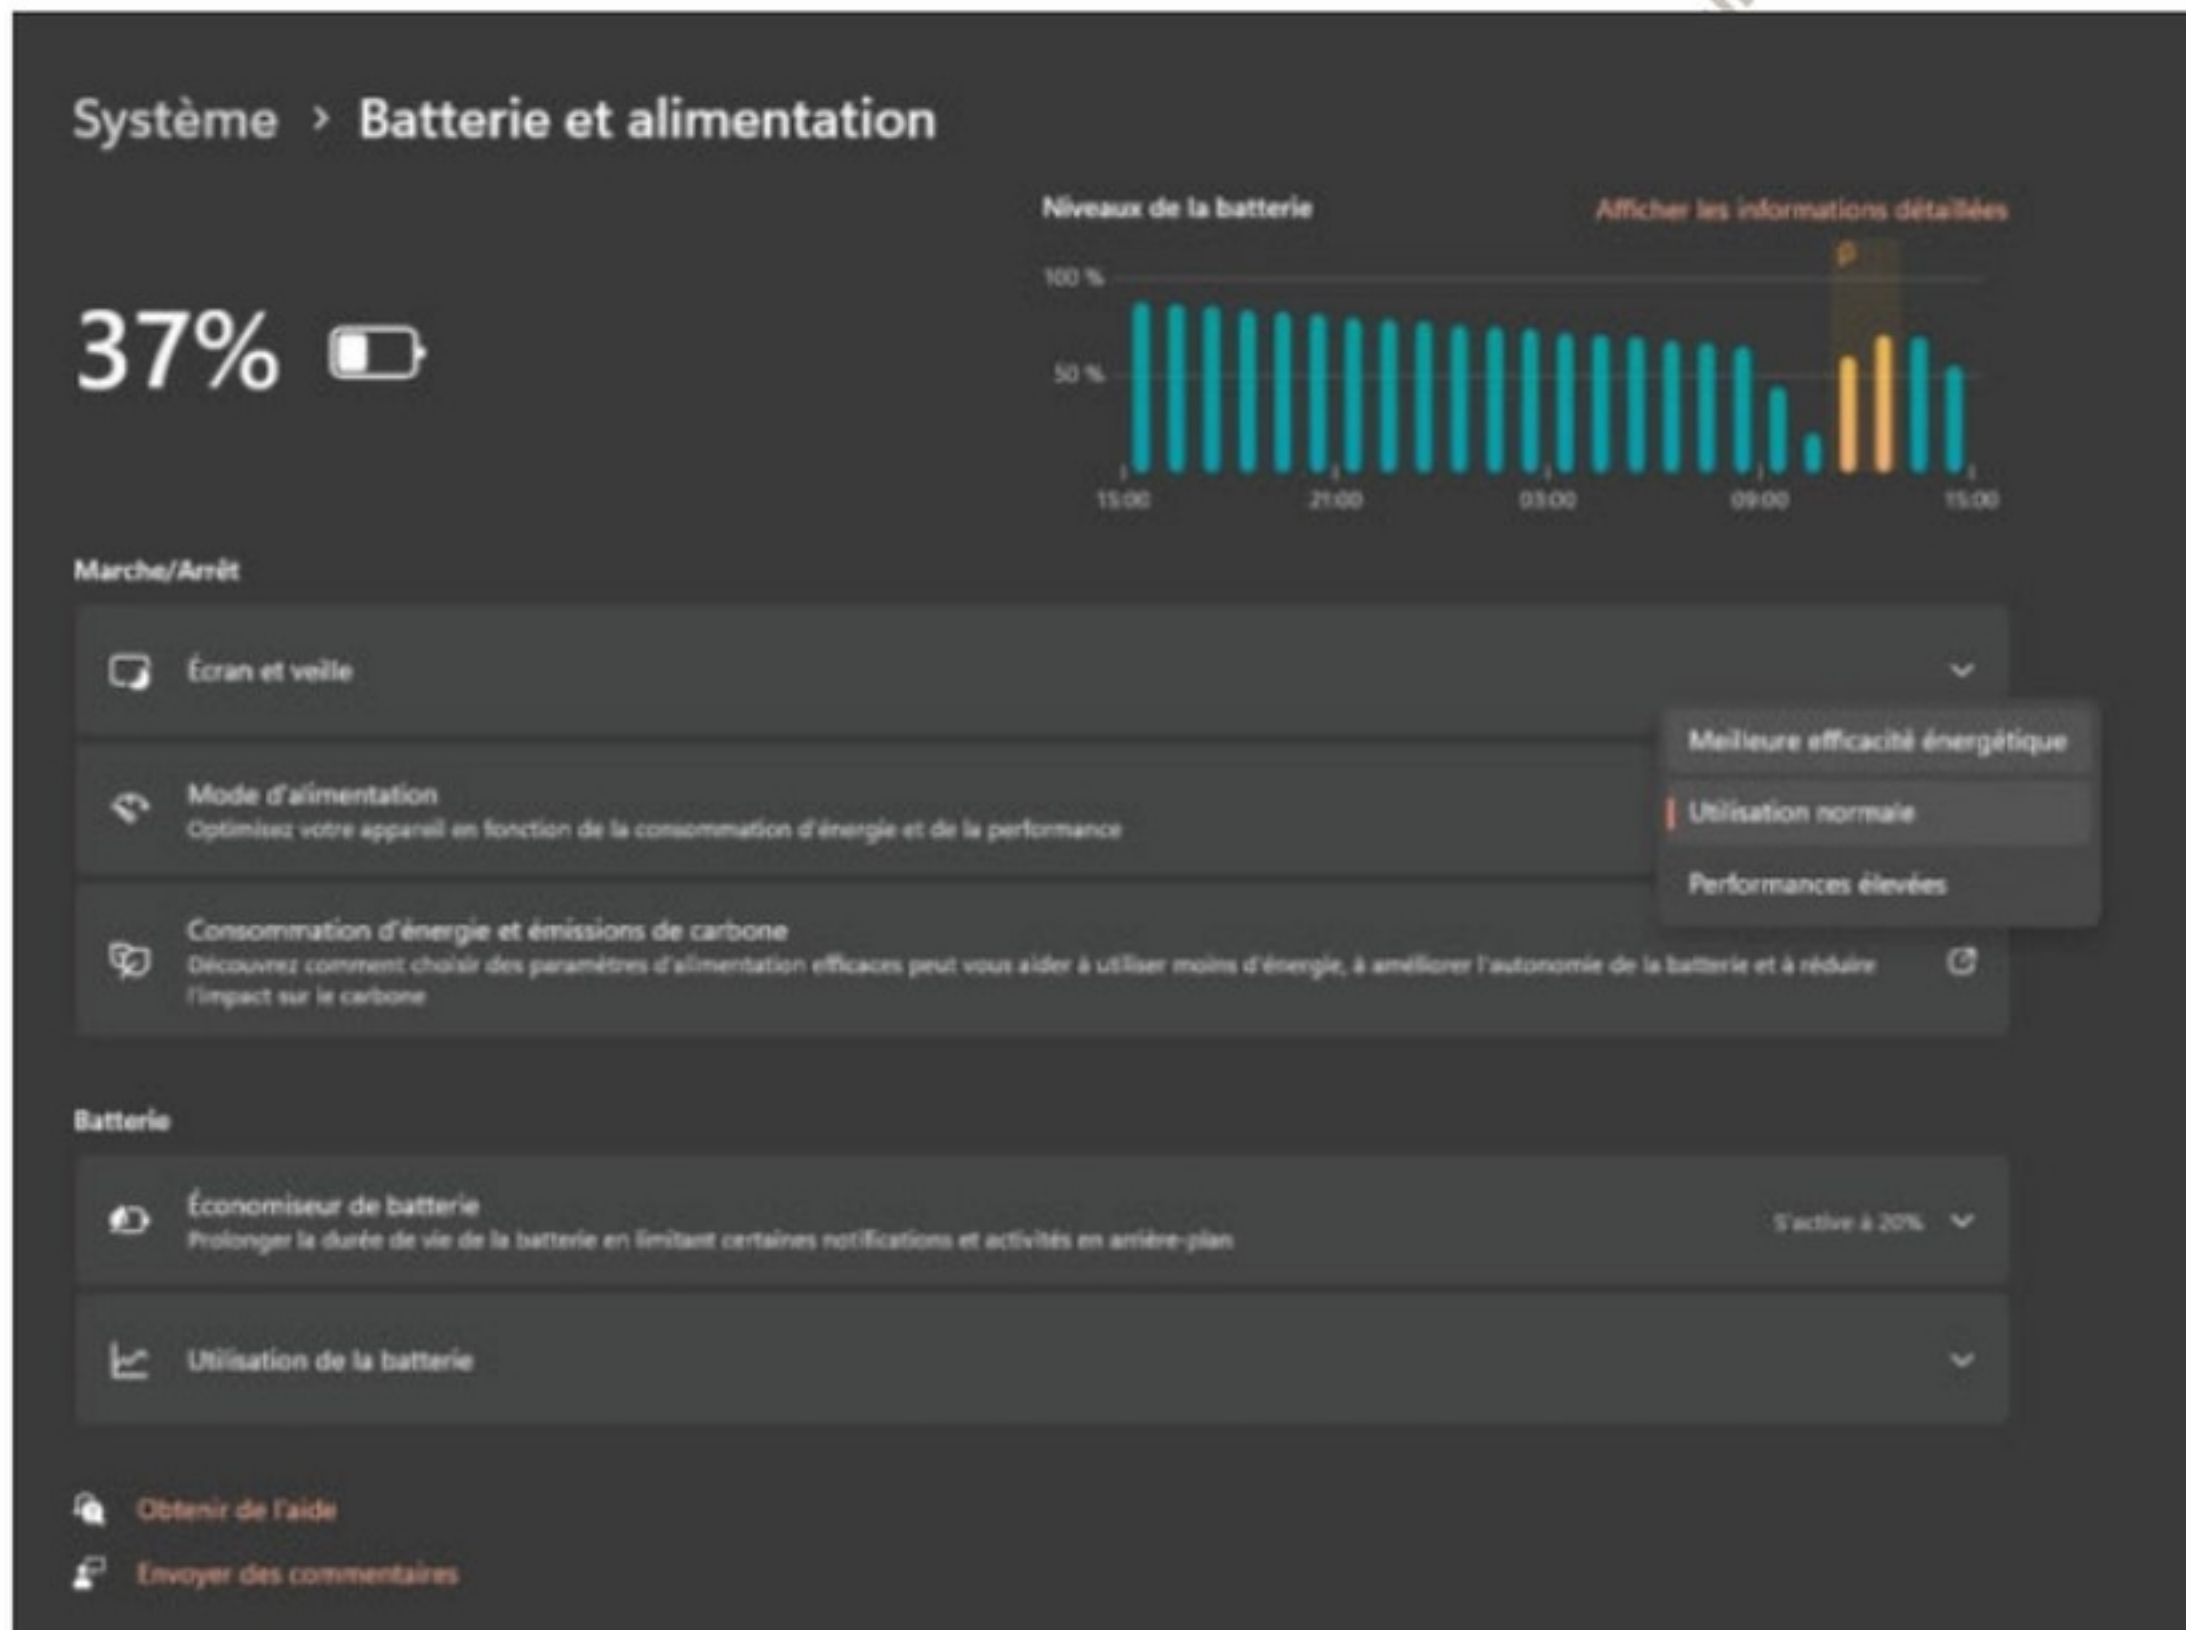 Système > Batterie et alimentation
Niveaux de la batterie
Afficher les informations détaillées
37%
100 %
50 %
15:00 21:00 03:00 09:00 15:00
Marche/Arrêt
Écran et veille
Meilleure efficacité énergétique
Mode d'alimentation
Optimisez votre appareil en fonction de la consommation d'énergie et de la performance
Utilisation normale
Performances élevées
Consommation d'énergie et émissions de carbone
Découvrez comment choisir des paramètres d'alimentation efficaces peut vous aider à utiliser moins d'énergie, à améliorer l'autonomie de la batterie et à réduire
l'impact sur le carbone
Batterie
Économiseur de batterie
Prolonger la durée de vie de la batterie en limitant certaines notifications et activités en arrière-plan
S'active à 20%
Utilisation de la batterie
Obtenir de l'aide
Envoyer des commentaires